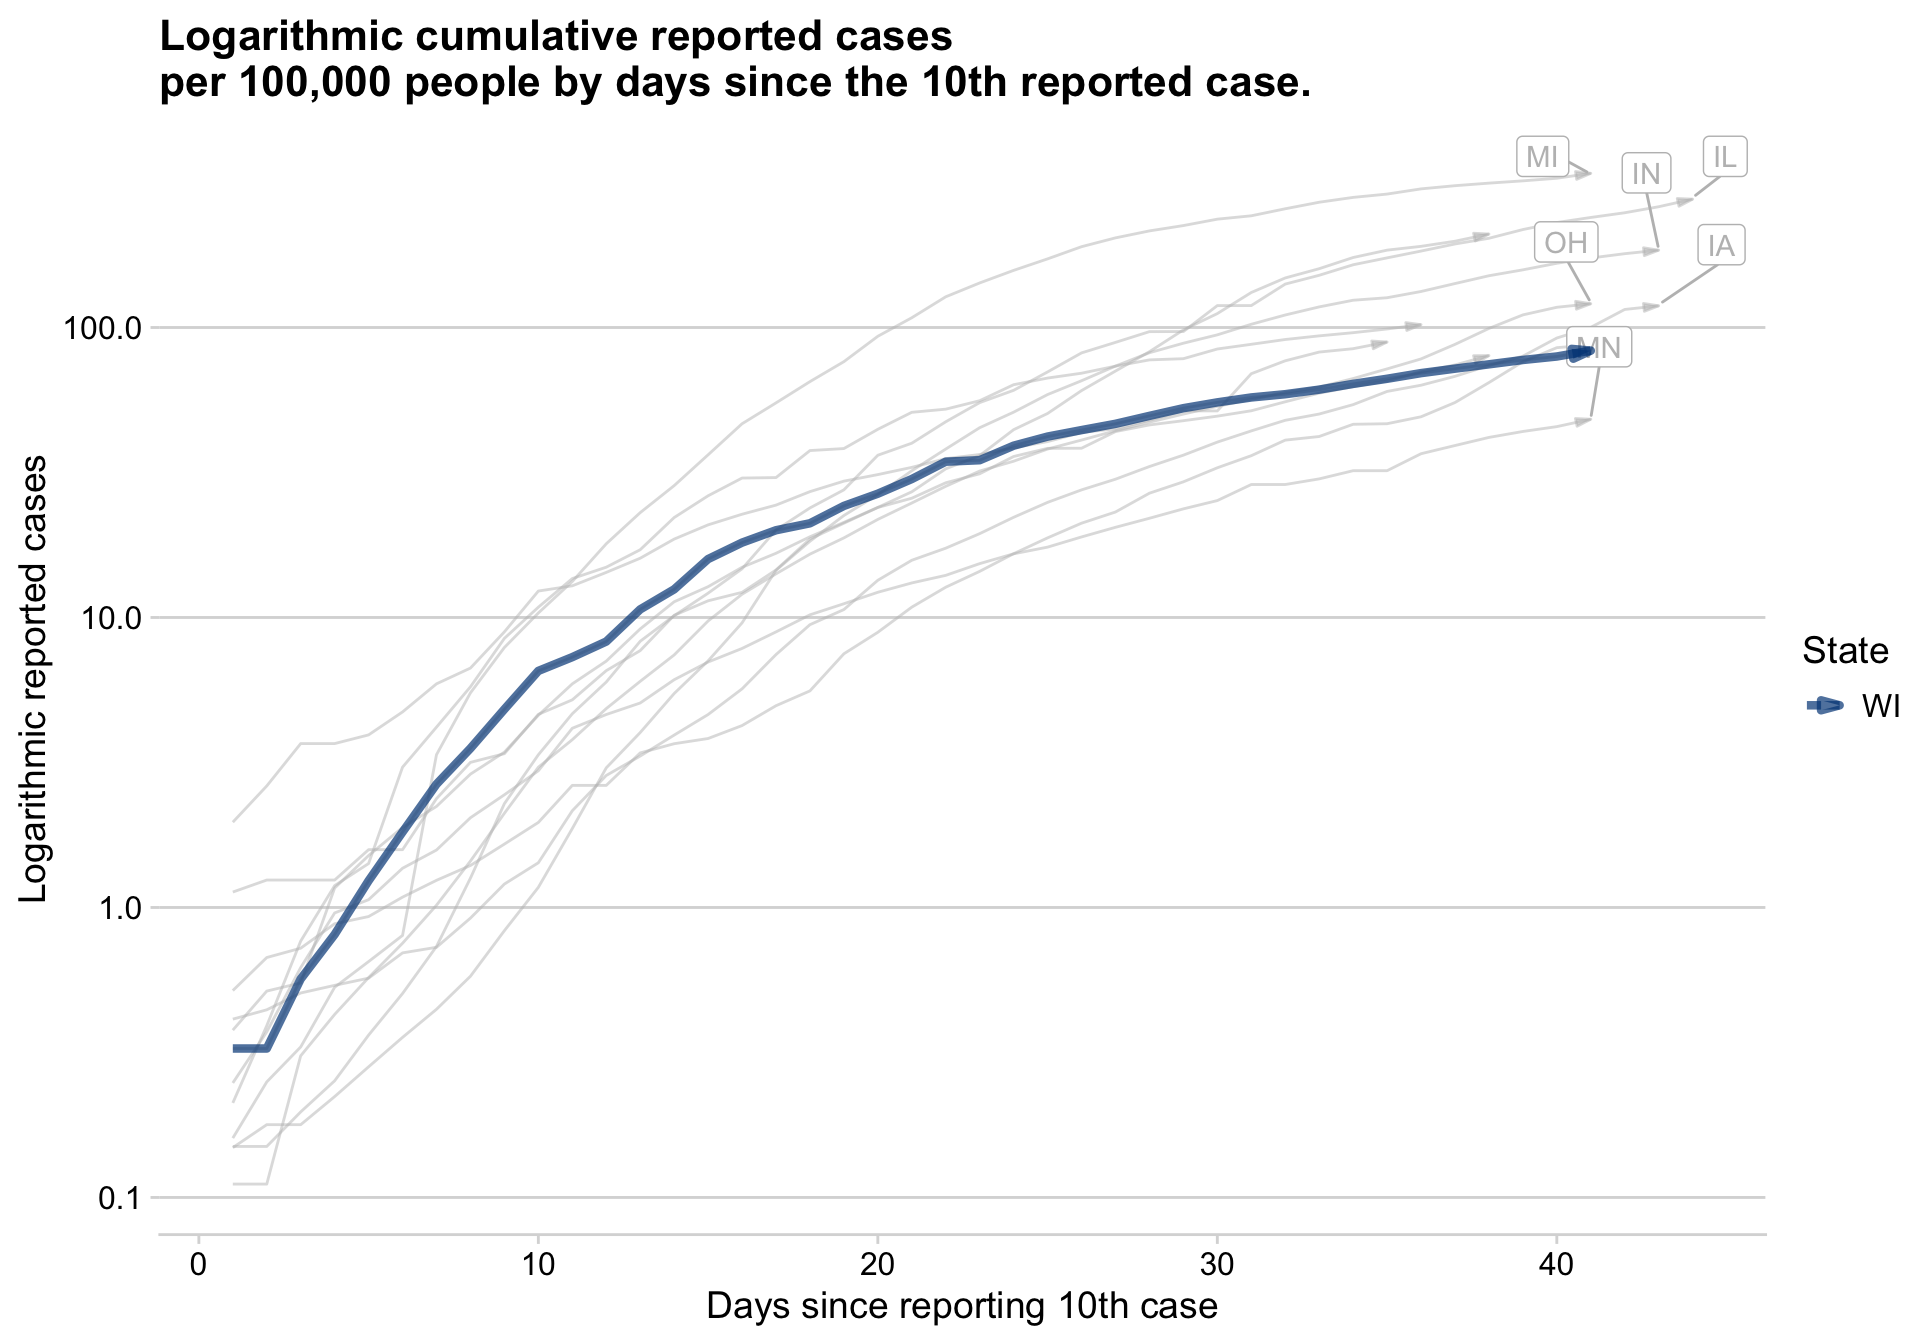 Logarithmic cumulative reported cases
per 100,000 people by days since the 10th reported case.
MI
IN
IL
OH
IA
MN
100.0
10.0
1.0
0.1
Logarithmic reported cases
State
WI
0
10
20
30
40
Days since reporting 10th case